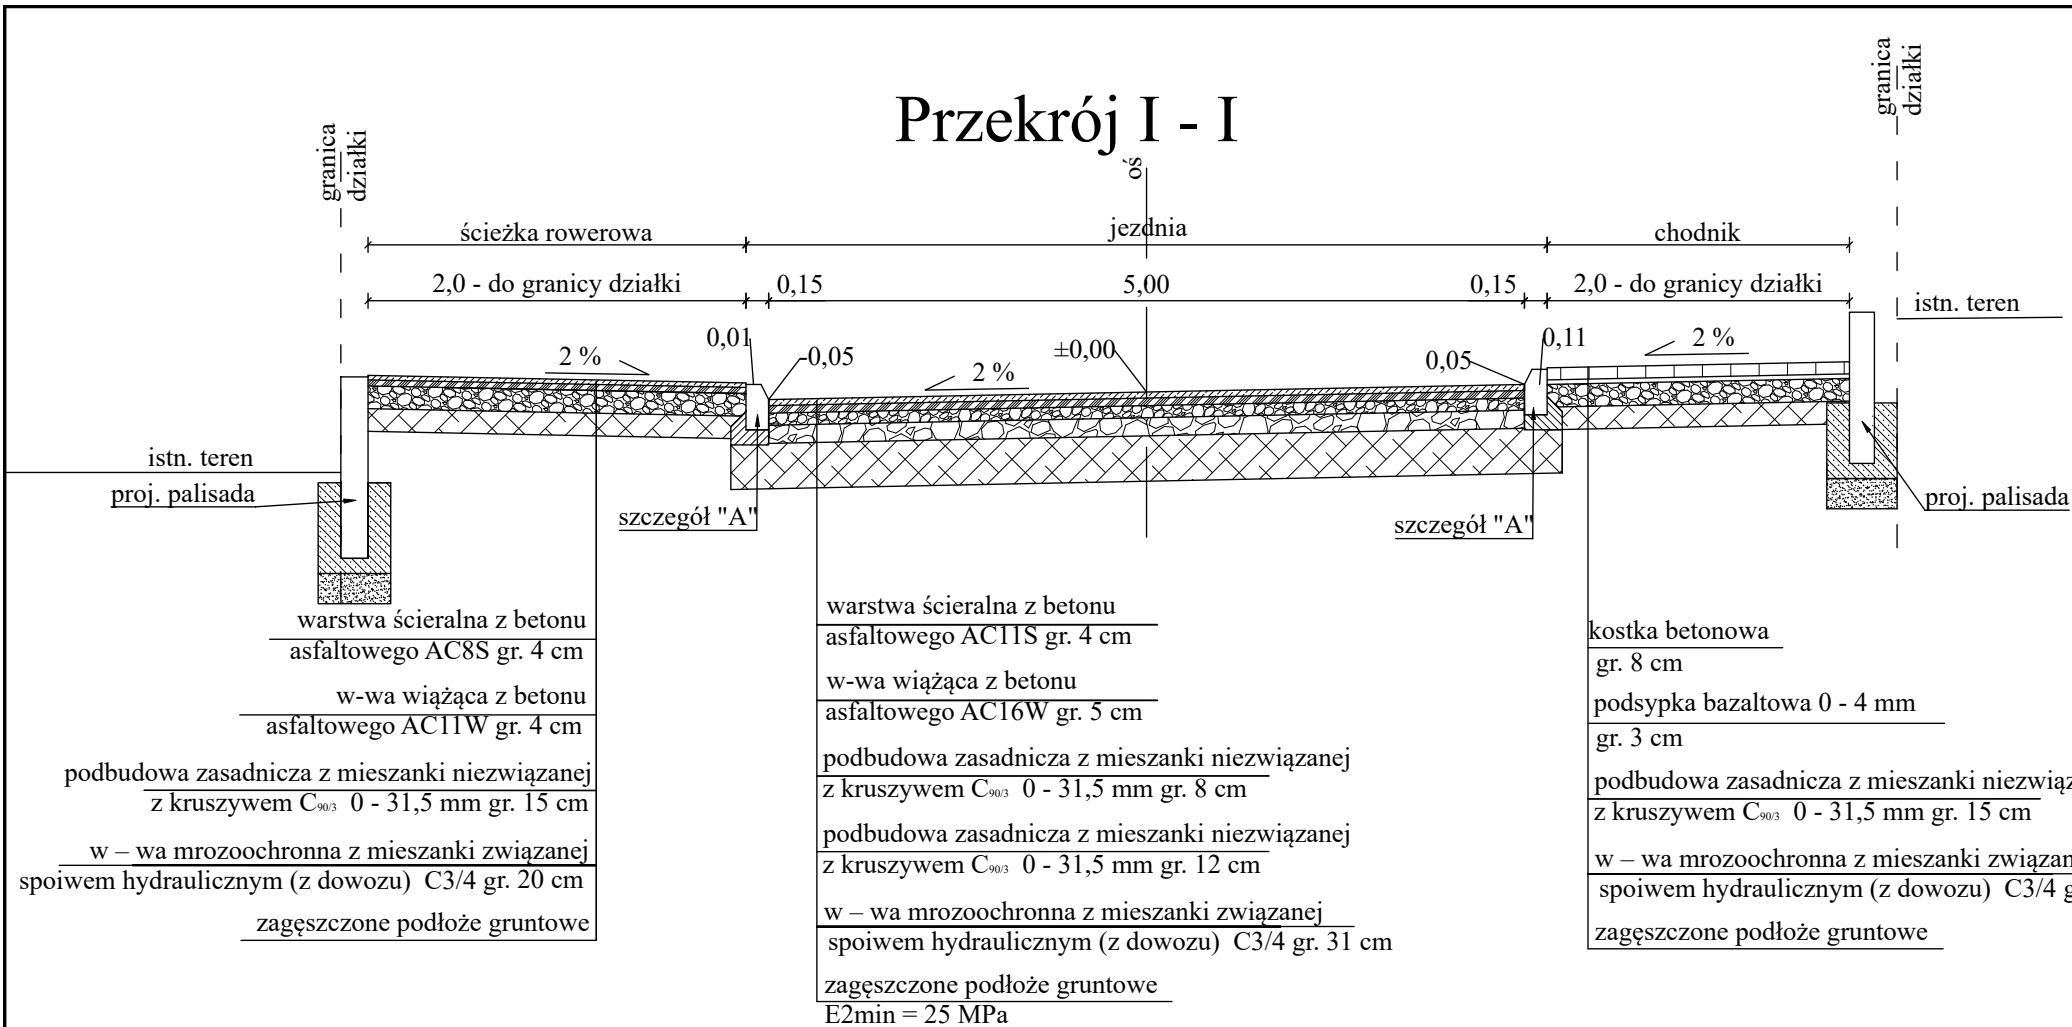 Przekrój I - I
granica
działki
granica
działki
oś
ścieżka rowerowa
jezdnia
chodnik
2,0 - do granicy działki
0,15
5,00
0,15
2,0 - do granicy działki
istn. teren
0,01
-0,05
±0,00
0,05
0,11
2 %
2 %
2 %
istn. teren
proj. palisada
szczegół "A"
szczegół "A"
proj. palisada
warstwa ścieralna z betonu
asfaltowego AC8S gr. 4 cm
w-wa wiążąca z betonu
asfaltowego AC11W gr. 4 cm
podbudowa zasadnicza z mieszanki niezwiązanej
z kruszywem C90/3 0 - 31,5 mm gr. 15 cm
w – wa mrozoochronna z mieszanki związanej
spoiwem hydraulicznym (z dowozu) C3/4 gr. 20 cm
zagęszczone podłoże gruntowe
warstwa ścieralna z betonu
asfaltowego AC11S gr. 4 cm
w-wa wiążąca z betonu
asfaltowego AC16W gr. 5 cm
podbudowa zasadnicza z mieszanki niezwiązanej
z kruszywem C90/3 0 - 31,5 mm gr. 8 cm
podbudowa zasadnicza z mieszanki niezwiązanej
z kruszywem C90/3 0 - 31,5 mm gr. 12 cm
w – wa mrozoochronna z mieszanki związanej
spoiwem hydraulicznym (z dowozu) C3/4 gr. 31 cm
zagęszczone podłoże gruntowe
E2min = 25 MPa
kostka betonowa
gr. 8 cm
podsypka bazaltowa 0 - 4 mm
gr. 3 cm
podbudowa zasadnicza z mieszanki
z kruszywem C90/3 0 - 31,5 mm gr. 15 cm
w – wa mrozoochronna z mieszanki
spoiwem hydraulicznym (z dowozu) C3/4
zagęszczone podłoże gruntowe